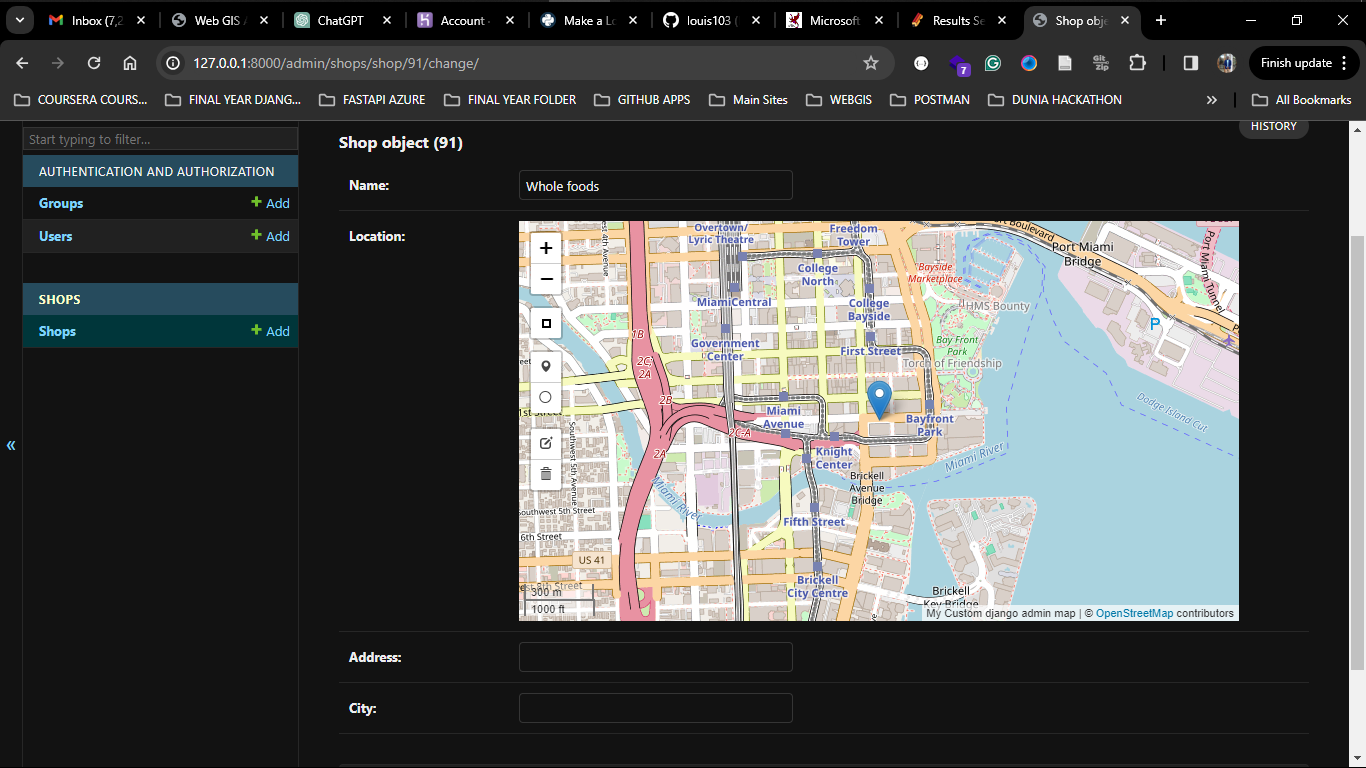 Inbox (7,2
Web GIS A
ChatGPT
Account -
Make a Lo
louis103 (
Microsoft
Results Se
Shop obje
127.0.0.1:8000/admin/shops/shop/91/change/
7
Git
Zip
Finish update
COURSERA COURS...
FINAL YEAR DJANG...
FASTAPI AZURE
FINAL YEAR FOLDER
GITHUB APPS
Main Sites
WEBGIS
POSTMAN
DUNIA HACKATHON
»
All Bookmarks
Start typing to filter...
AUTHENTICATION AND AUTHORIZATION
Groups
+ Add
Users
+ Add
SHOPS
Shops
+ Add
«
HISTORY
Shop object (91)
Name:
Whole foods
Location:
+
−
Overtown/
Lyric Theatre
Freedom
Tower
Port Boulevard
Port Miami
Bridge
Port Miami Tunnel
College
North
Bayside
Marketplace
MiamiCentral
College
Bayside
HMS Bounty
1B
Government
Center
First Street
Bay Front
Park
Torch of Friendship
P
2C;
2A
2B
Miami
Avenue
Bayfront
Park
Dodge Island Cut
2C-A
2A
Knight
Center
Miami River
Brickell
Avenue
Bridge
Southwest 5th Avenue
Miami River
outhwest 5th Street
Fifth Street
6th Street
US 41
Brickell
City Centre
Brickell
Key Bridge
300 m
1000 ft
My Custom django admin map | © OpenStreetMap contributors
Address:
City: